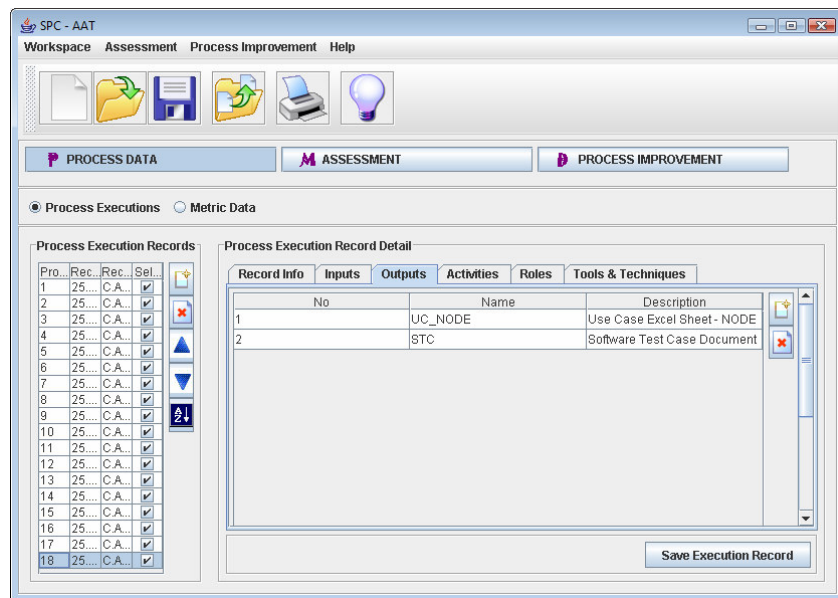 SPC - AAT
Workspace Assessment Process Improvement Help
P PROCESS DATA
M ASSESSMENT
PROCESS IMPROVEMENT
Process Executions Metric Data
Process Execution Records
Pro... Rec... Rec... Sel...
1 25.... C.A...
2 25.... C.A...
3 25.... C.A...
4 25.... C.A...
5 25.... C.A...
6 25.... C.A...
7 25.... C.A...
8 25.... C.A...
9 25.... C.A...
10 25.... C.A...
11 25.... C.A...
12 25.... C.A...
13 25.... C.A...
14 25.... C.A...
15 25.... C.A...
16 25.... C.A...
17 25.... C.A...
18 25.... C.A...
A
Z
Process Execution Record Detail
Record Info Inputs Outputs Activities Roles Tools & Techniques
No Name Description
1 UC_NODE Use Case Excel Sheet - NODE
2 STC Software Test Case Document
Save Execution Record